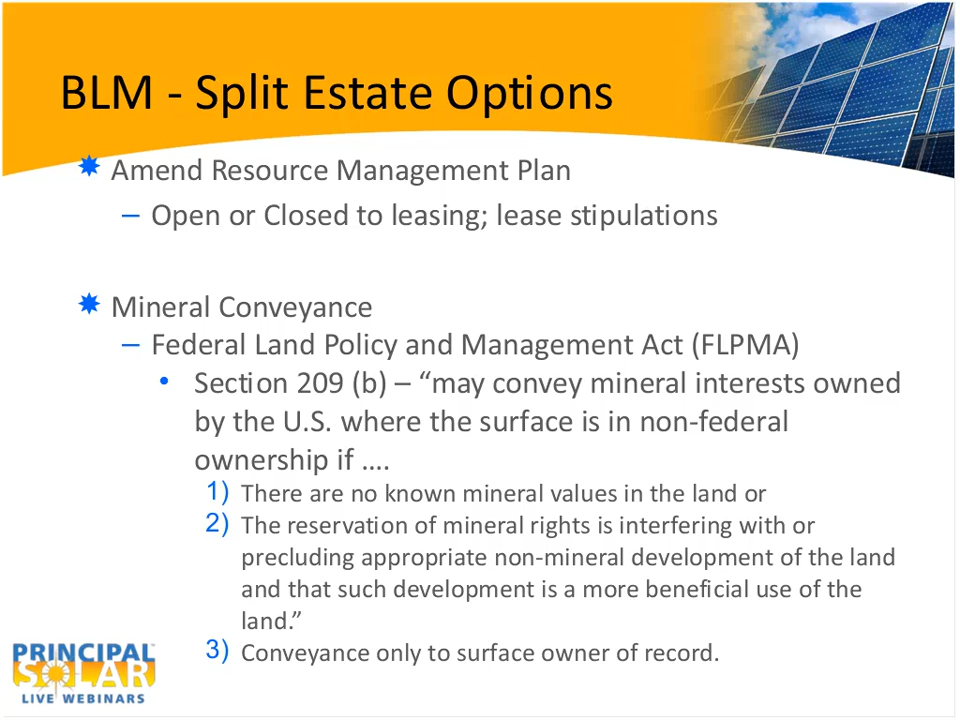 BLM - Split Estate Options
Amend Resource Management Plan
– Open or Closed to leasing; lease stipulations
Mineral Conveyance
– Federal Land Policy and Management Act (FLPMA)
• Section 209 (b) – “may convey mineral interests owned
by the U.S. where the surface is in non-federal
ownership if ….
1) There are no known mineral values in the land or
2) The reservation of mineral rights is interfering with or
precluding appropriate non-mineral development of the land
and that such development is a more beneficial use of the
land.”
3) Conveyance only to surface owner of record.
PRINCIPAL
SOLAR
LIVE WEBINARS